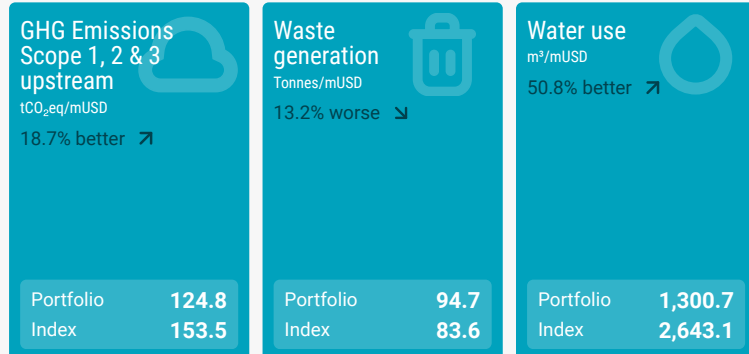 GHG Emissions
Scope 1, 2 & 3
upstream
tCO₂eq/mUSD
18.7% better
Portfolio 124.8
Index 153.5
Waste
generation
Tonnes/mUSD
13.2% worse
Portfolio 94.7
Index 83.6
Water use
m³/mUSD
50.8% better
Portfolio 1,300.7
Index 2,643.1